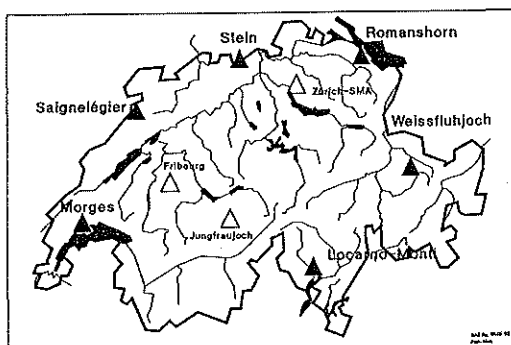 Stein
Romanshorn
Zürich-SMA
Saignelégier
Weissfluhjoch
Fribourg
Morges
Jungfraujoch
Locarno-Monti